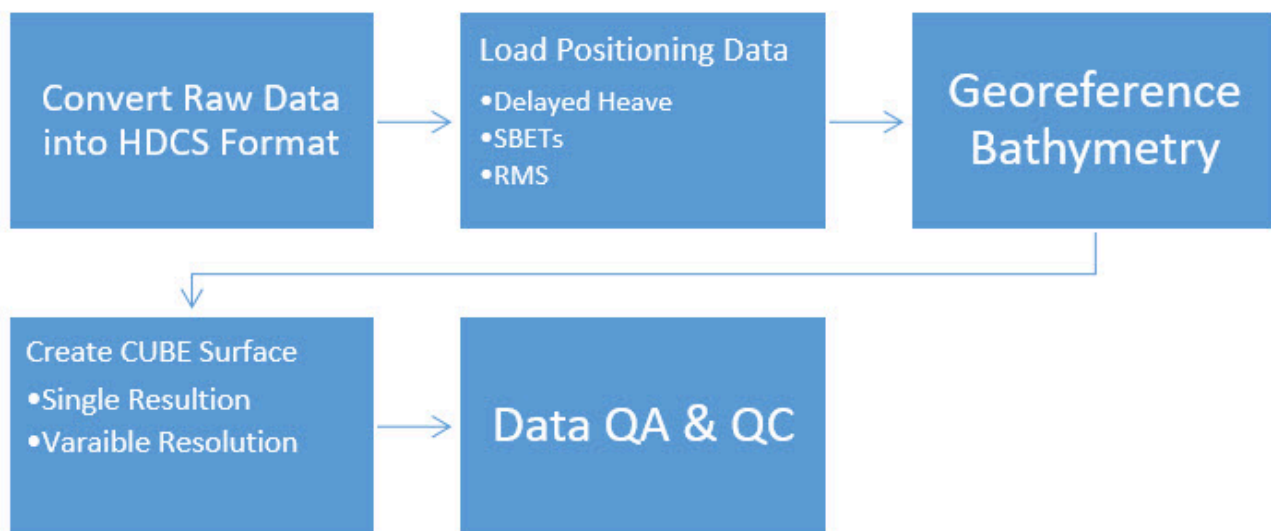 Convert Raw Data
into HDCS Format
Load Positioning Data
•Delayed Heave
•SBETs
•RMS
Georeference
Bathymetry
Create CUBE Surface
•Single Resultion
•Varaible Resolution
Data QA & QC